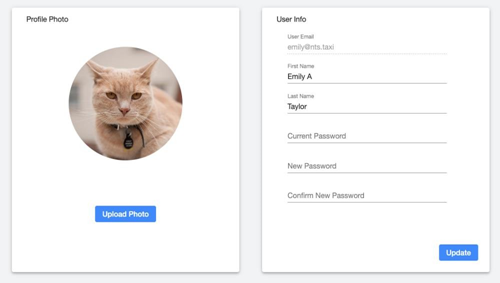 Profile Photo
Upload Photo
User Info
User Email
emily@nts.taxi
First Name
Emily A
Last Name
Taylor
Current Password
New Password
Confirm New Password
Update